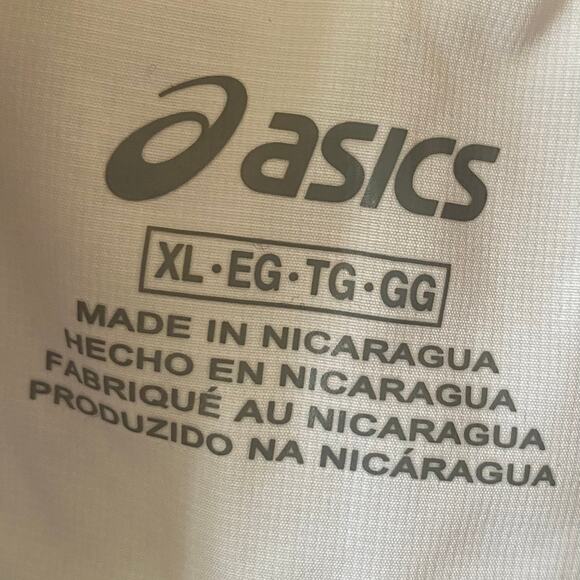 asics
XL·EG·TG·GG
MADE IN NICARAGUA
HECHO EN NICARAGUA
FABRIQUÉ AU NICARAGUA
PRODUZIDO NA NICÁRAGUA